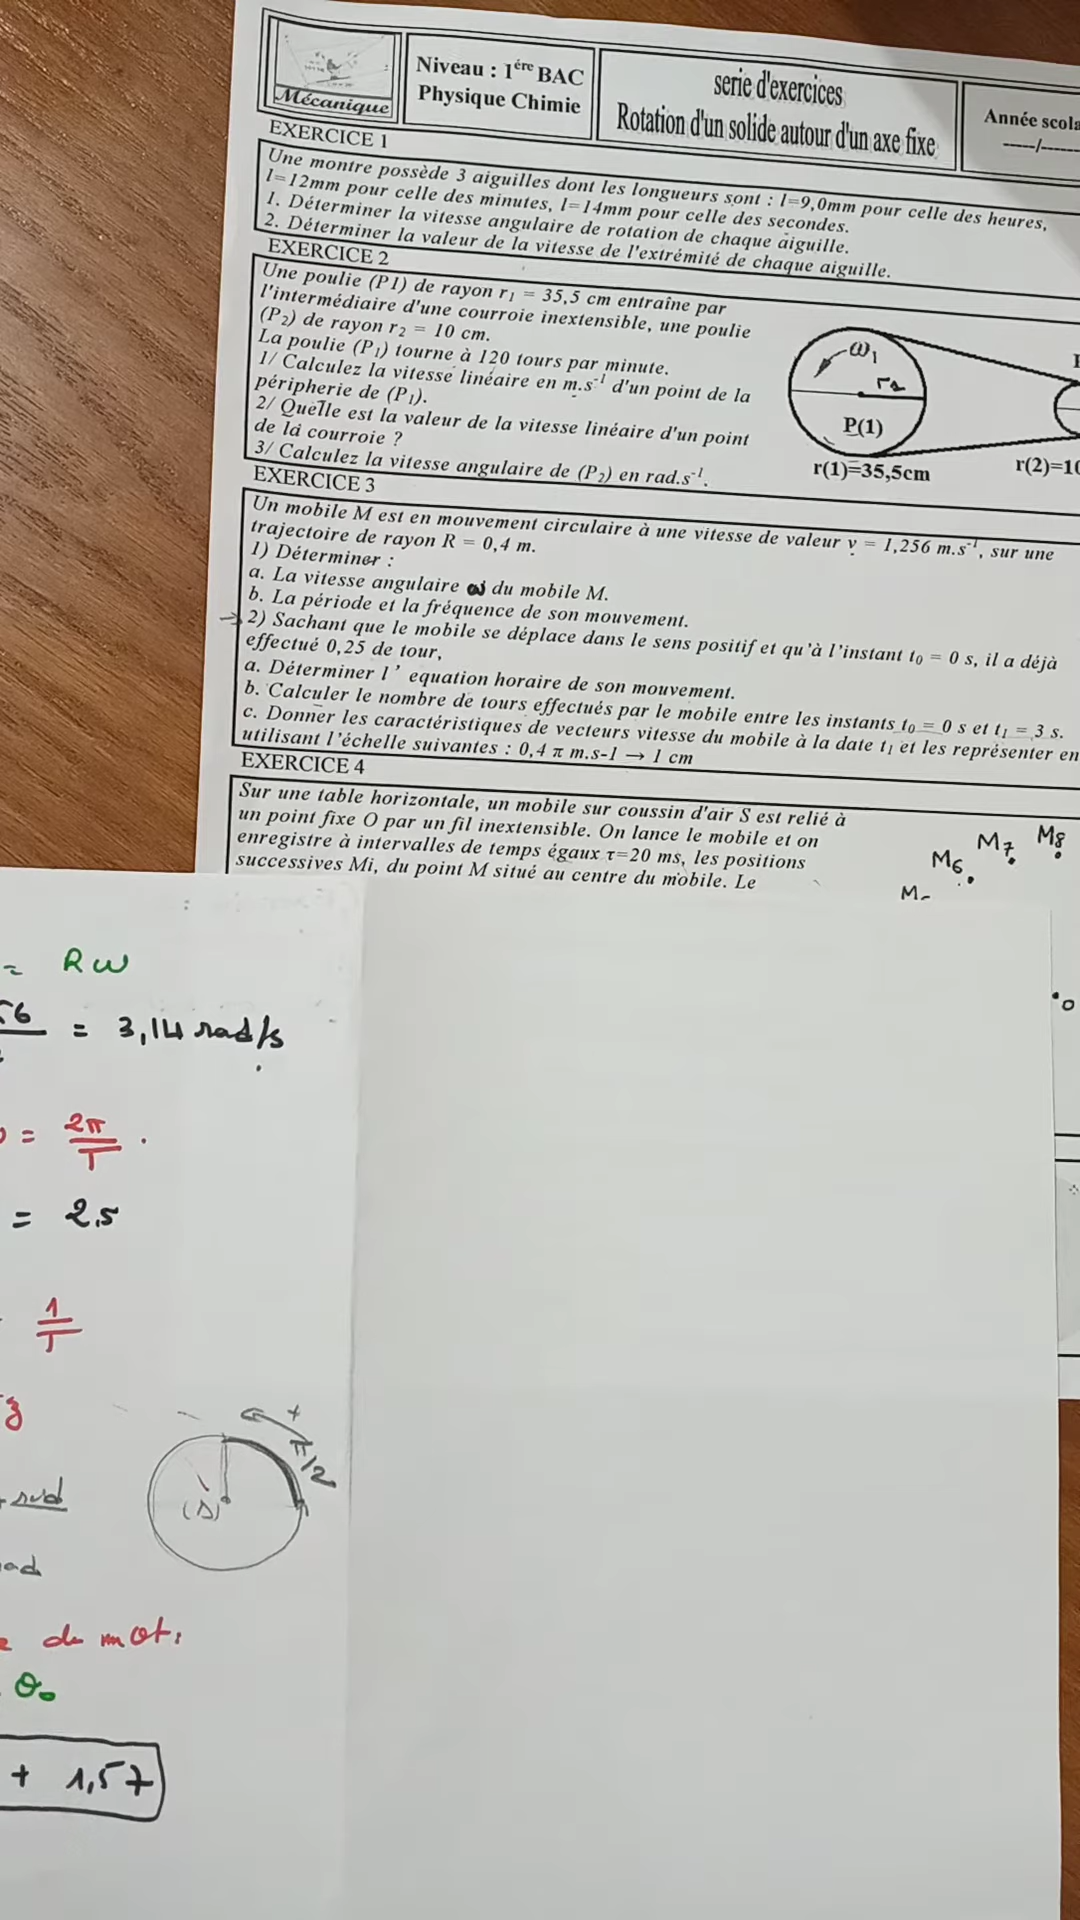 Mécanique
Niveau : 1ére BAC
Physique Chimie
serie d'exercices
Rotation d'un solide autour d'un axe fixe
Année scola
-----/------
EXERCICE 1
Une montre possède 3 aiguilles dont les longueurs sont : l=9,0mm pour celle des heures,
l=12mm pour celle des minutes, l=14mm pour celle des secondes.
1. Déterminer la vitesse angulaire de rotation de chaque aiguille.
2. Déterminer la valeur de la vitesse de l'extrémité de chaque aiguille.
EXERCICE 2
Une poulie (P1) de rayon r₁ = 35,5 cm entraîne par
l'intermédiaire d'une courroie inextensible, une poulie
(P₂) de rayon r₂ = 10 cm.
La poulie (P₁) tourne à 120 tours par minute.
1/ Calculez la vitesse linéaire en m.s⁻¹ d'un point de la
péripherie de (P₁).
2/ Quelle est la valeur de la vitesse linéaire d'un point
de la courroie ?
3/ Calculez la vitesse angulaire de (P₂) en rad.s⁻¹.
ω₁
P(1)
r(1)=35,5cm
r(2)=10
EXERCICE 3
Un mobile M est en mouvement circulaire à une vitesse de valeur v = 1,256 m.s⁻¹, sur une
trajectoire de rayon R = 0,4 m.
1) Déterminer :
a. La vitesse angulaire ω du mobile M.
b. La période et la fréquence de son mouvement.
→ 2) Sachant que le mobile se déplace dans le sens positif et qu'à l'instant t₀ = 0 s, il a déjà
effectué 0,25 de tour,
a. Déterminer l' equation horaire de son mouvement.
b. Calculer le nombre de tours effectués par le mobile entre les instants t₀ = 0 s et t₁ = 3 s.
c. Donner les caractéristiques de vecteurs vitesse du mobile à la date t₁ et les représenter en
utilisant l'échelle suivantes : 0,4 π m.s-1 → 1 cm
EXERCICE 4
Sur une table horizontale, un mobile sur coussin d'air S est relié à
un point fixe O par un fil inextensible. On lance le mobile et on
enregistre à intervalles de temps égaux τ=20 ms, les positions
successives Mi, du point M situé au centre du mobile. Le
M₆
M₇
M₈
= Rω
56
= 3,14 rad/s
= 2π/T
= 2s
1/T
+
π/2
(Δ)
rad
ad
du mot.
θ₀
+ 1,57